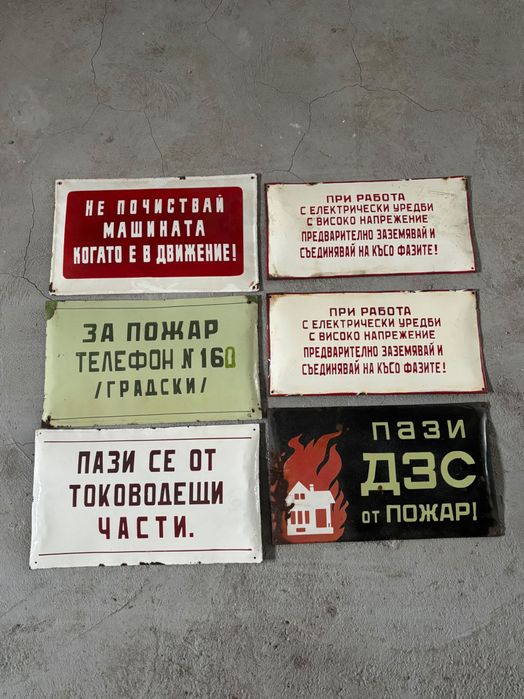 НЕ ПОЧИСТВАЙ
МАШИНАТА
КОГАТО Е В ДВИЖЕНИЕ!
ПРИ РАБОТА
С ЕЛЕКТРИЧЕСКИ УРЕДБИ
С ВИСОКО НАПРЕЖЕНИЕ
ПРЕДВАРИТЕЛНО ЗАЗЕМЯВАЙ И
СЪЕДИНЯВАЙ НА КЪСО ФАЗИТЕ!
ЗА ПОЖАР
ТЕЛЕФОН N 160
/ГРАДСКИ/
ПРИ РАБОТА
С ЕЛЕКТРИЧЕСКИ УРЕДБИ
С ВИСОКО НАПРЕЖЕНИЕ
ПРЕДВАРИТЕЛНО ЗАЗЕМЯВАЙ И
СЪЕДИНЯВАЙ НА КЪСО ФАЗИТЕ!
ПАЗИ СЕ ОТ
ТОКОВОДЕЩИ
ЧАСТИ.
ПАЗИ
ДЗС
ОТ ПОЖАР!